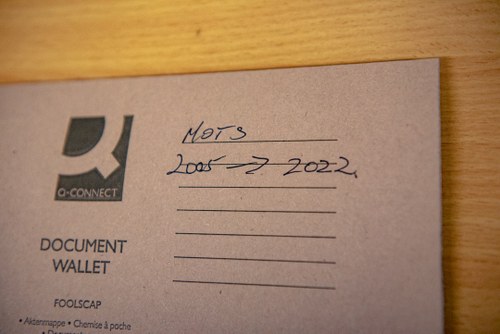 MOTS
2005 → 2022.
Q-CONNECT
DOCUMENT
WALLET
FOOLSCAP
• Aktenmappe • Chemise à poche